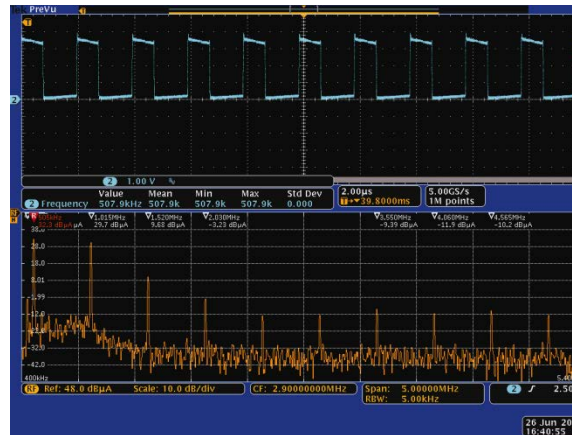 PreVu
2 1.00 V
Value Mean Min Max Std Dev
2 Frequency 507.9kHz 507.9k 507.9k 507.9k 0.000
2.00µs
39.8000ms
5.00GS/s
1M points
1.015MHz 1.520MHz 2.030MHz 3.550MHz 4.060MHz 4.565MHz
29.7 dBµA 9.68 dBµA -3.23 dBµA -9.39 dBµA -11.9 dBµA -10.2 dBµA
38.0
28.0
18.0
8.01
-1.99
-12.0
-22.0
-32.0
-42.0
400kHz
RF Ref: 48.0 dBµA Scale: 10.0 dB/div CF: 2.90000000MHz Span: 5.00000MHz
RBW: 5.00kHz
2
26 Jun 20
16:40:55